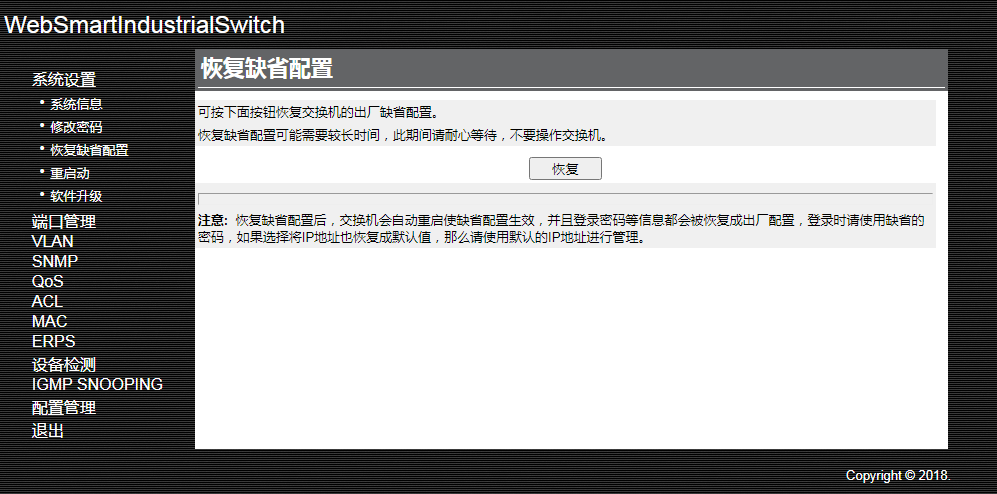 WebSmartIndustrialSwitch
系统设置
系统信息
修改密码
恢复缺省配置
重启动
软件升级
端口管理
VLAN
SNMP
QoS
ACL
MAC
ERPS
设备检测
IGMP SNOOPING
配置管理
退出
恢复缺省配置
可按下面按钮恢复交换机的出厂缺省配置。
恢复缺省配置可能需要较长时间，此期间请耐心等待，不要操作交换机。
恢复
注意: 恢复缺省配置后，交换机会自动重启使缺省配置生效，并且登录密码等信息都会被恢复成出厂配置，登录时请使用缺省的
密码，如果选择将IP地址也恢复成默认值，那么请使用默认的IP地址进行管理。
Copyright © 2018.